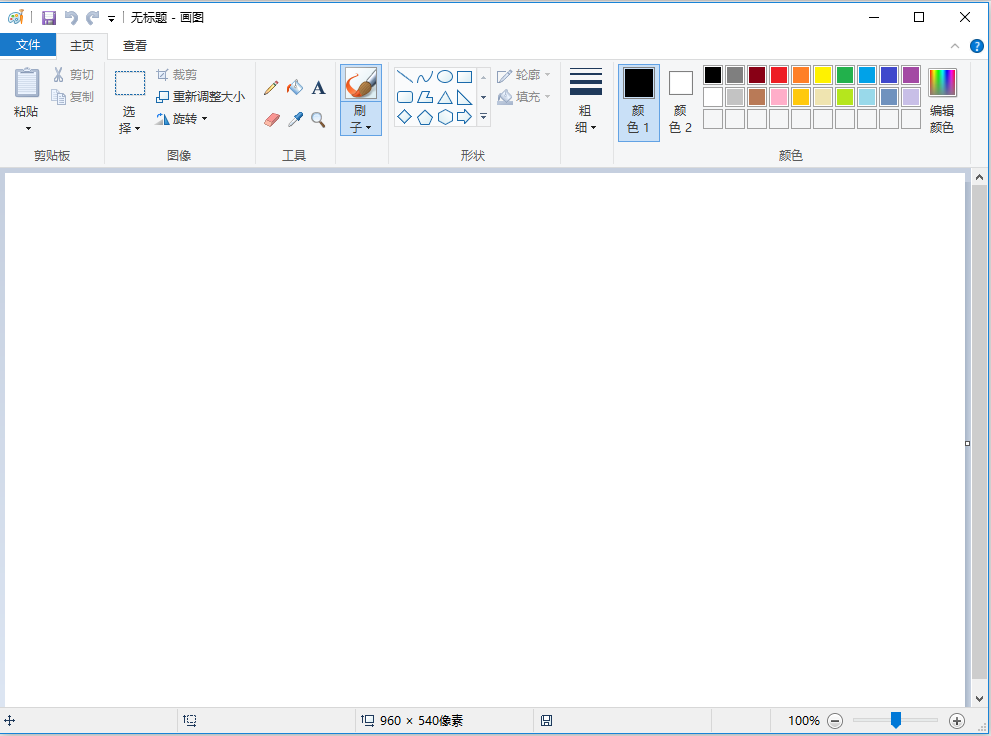 无标题 - 画图
文件 主页 查看
粘贴
剪切
复制
剪贴板
选择
裁剪
重新调整大小
旋转
图像
A
工具
刷子
形状
轮廓
填充
粗细
颜色 1
颜色 2
颜色
编辑颜色
960 × 540像素
100%